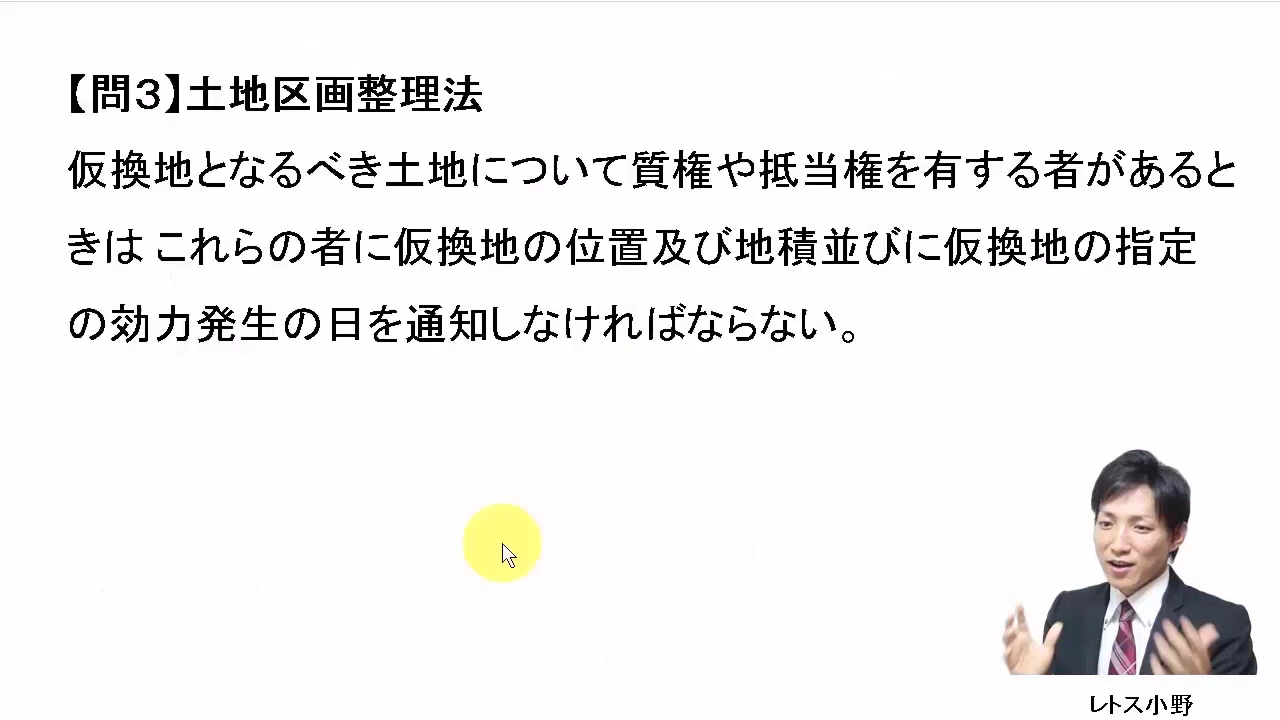 【問3】土地区画整理法
仮換地となるべき土地について質権や抵当権を有する者があると
きは これらの者に仮換地の位置及び地積並びに仮換地の指定
の効力発生の日を通知しなければならない。
レトス小野